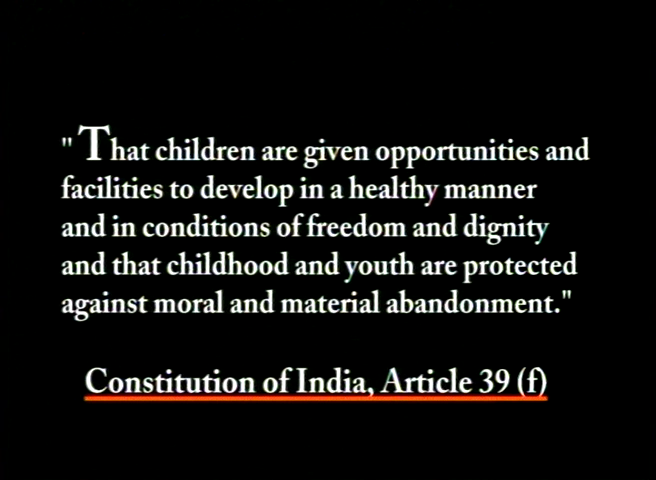 " That children are given opportunities and
facilities to develop in a healthy manner
and in conditions of freedom and dignity
and that childhood and youth are protected
against moral and material abandonment."
Constitution of India, Article 39 (f)